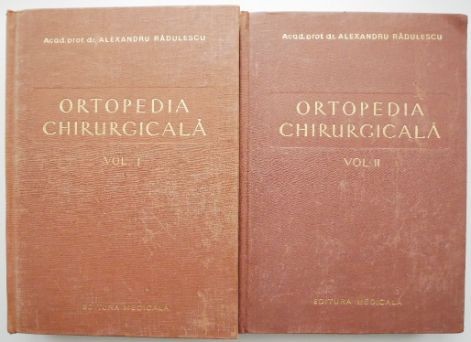 Acad. prof. dr. ALEXANDRU RĂDULESCU
ORTOPEDIA
CHIRURGICALĂ
VOL. I
EDITURA MEDICALĂ
Acad. prof. dr. ALEXANDRU RĂDULESCU
ORTOPEDIA
CHIRURGICALĂ
VOL. II
EDITURA MEDICALĂ